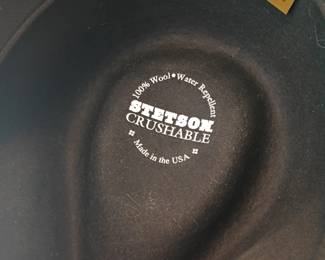 100% Wool • Water Repellent
STETSON
CRUSHABLE
Made in the USA